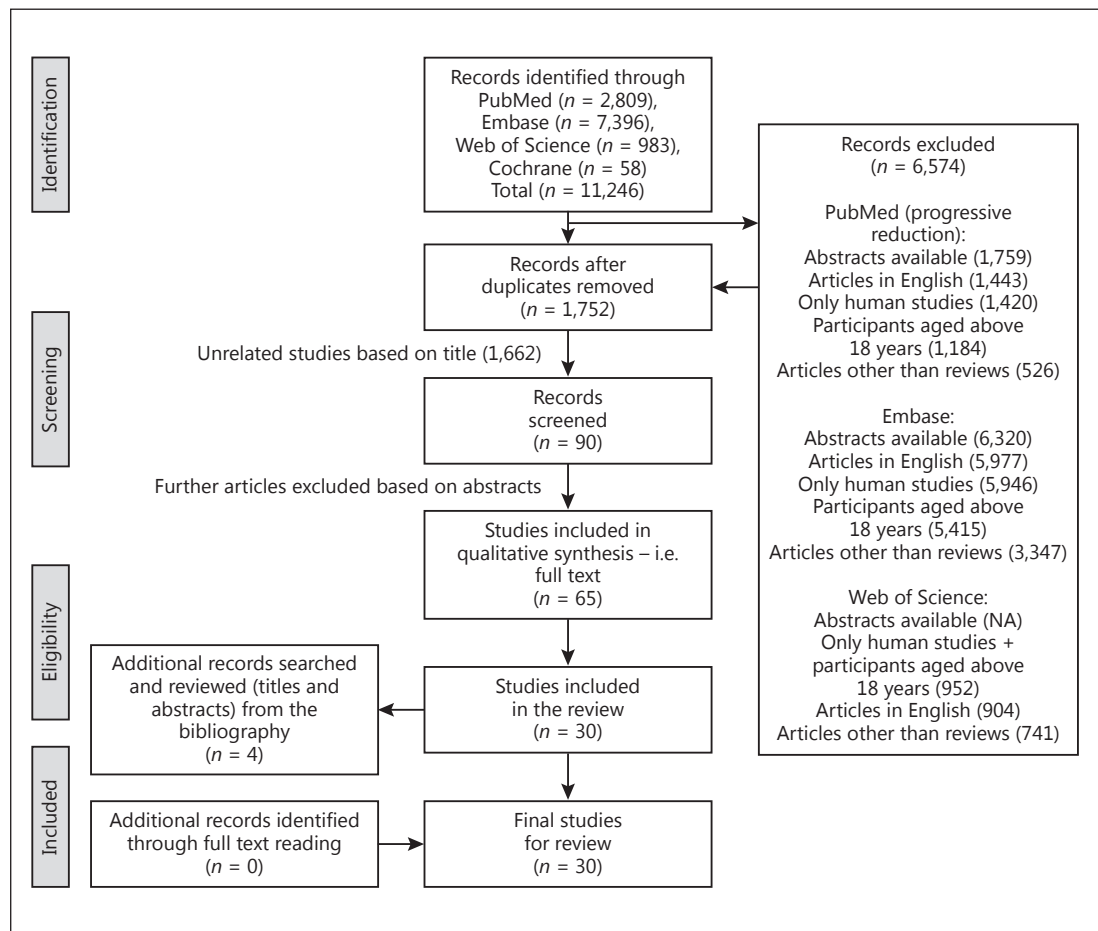 Identification
Records identified through
PubMed (n = 2,809),
Embase (n = 7,396),
Web of Science (n = 983),
Cochrane (n = 58)
Total (n = 11,246)
Records excluded
(n = 6,574)
PubMed (progressive
reduction):
Abstracts available (1,759)
Articles in English (1,443)
Only human studies (1,420)
Participants aged above
18 years (1,184)
Articles other than reviews (526)
Embase:
Abstracts available (6,320)
Articles in English (5,977)
Only human studies (5,946)
Participants aged above
18 years (5,415)
Articles other than reviews (3,347)
Web of Science:
Abstracts available (NA)
Only human studies +
participants aged above
18 years (952)
Articles in English (904)
Articles other than reviews (741)
Records after
duplicates removed
(n = 1,752)
Screening
Unrelated studies based on title (1,662)
Records
screened
(n = 90)
Further articles excluded based on abstracts
Studies included in
qualitative synthesis – i.e.
full text
(n = 65)
Eligibility
Additional records searched
and reviewed (titles and
abstracts) from the
bibliography
(n = 4)
Studies included
in the review
(n = 30)
Included
Additional records identified
through full text reading
(n = 0)
Final studies
for review
(n = 30)